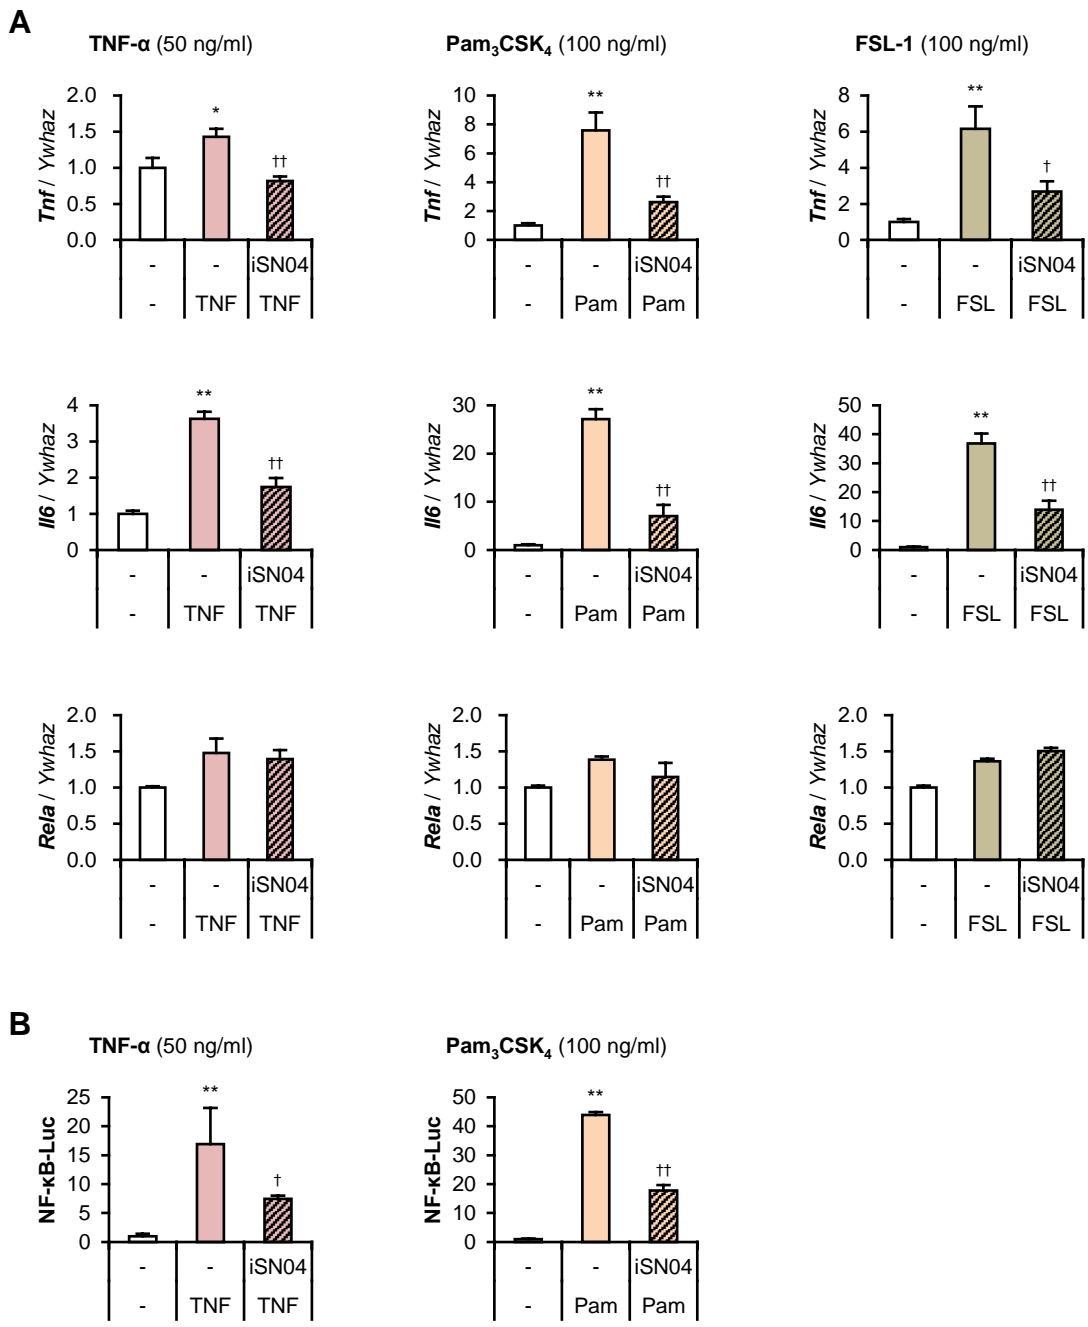 A
TNF-α (50 ng/ml)
Pam₃CSK₄ (100 ng/ml)
FSL-1 (100 ng/ml)
Tnf / Ywhaz
2.0
1.5
1.0
0.5
0.0
*
††
- - iSN04
- TNF TNF
Tnf / Ywhaz
10
8
6
4
2
0
**
††
- - iSN04
- Pam Pam
Tnf / Ywhaz
8
6
4
2
0
**
†
- - iSN04
- FSL FSL
Il6 / Ywhaz
4
3
2
1
0
**
††
- - iSN04
- TNF TNF
Il6 / Ywhaz
30
20
10
0
**
††
- - iSN04
- Pam Pam
Il6 / Ywhaz
50
40
30
20
10
0
**
††
- - iSN04
- FSL FSL
Rela / Ywhaz
2.0
1.5
1.0
0.5
0.0
- - iSN04
- TNF TNF
Rela / Ywhaz
2.0
1.5
1.0
0.5
0.0
- - iSN04
- Pam Pam
Rela / Ywhaz
2.0
1.5
1.0
0.5
0.0
- - iSN04
- FSL FSL
B
TNF-α (50 ng/ml)
Pam₃CSK₄ (100 ng/ml)
NF-κB-Luc
25
20
15
10
5
0
**
†
- - iSN04
- TNF TNF
NF-κB-Luc
50
40
30
20
10
0
**
††
- - iSN04
- Pam Pam